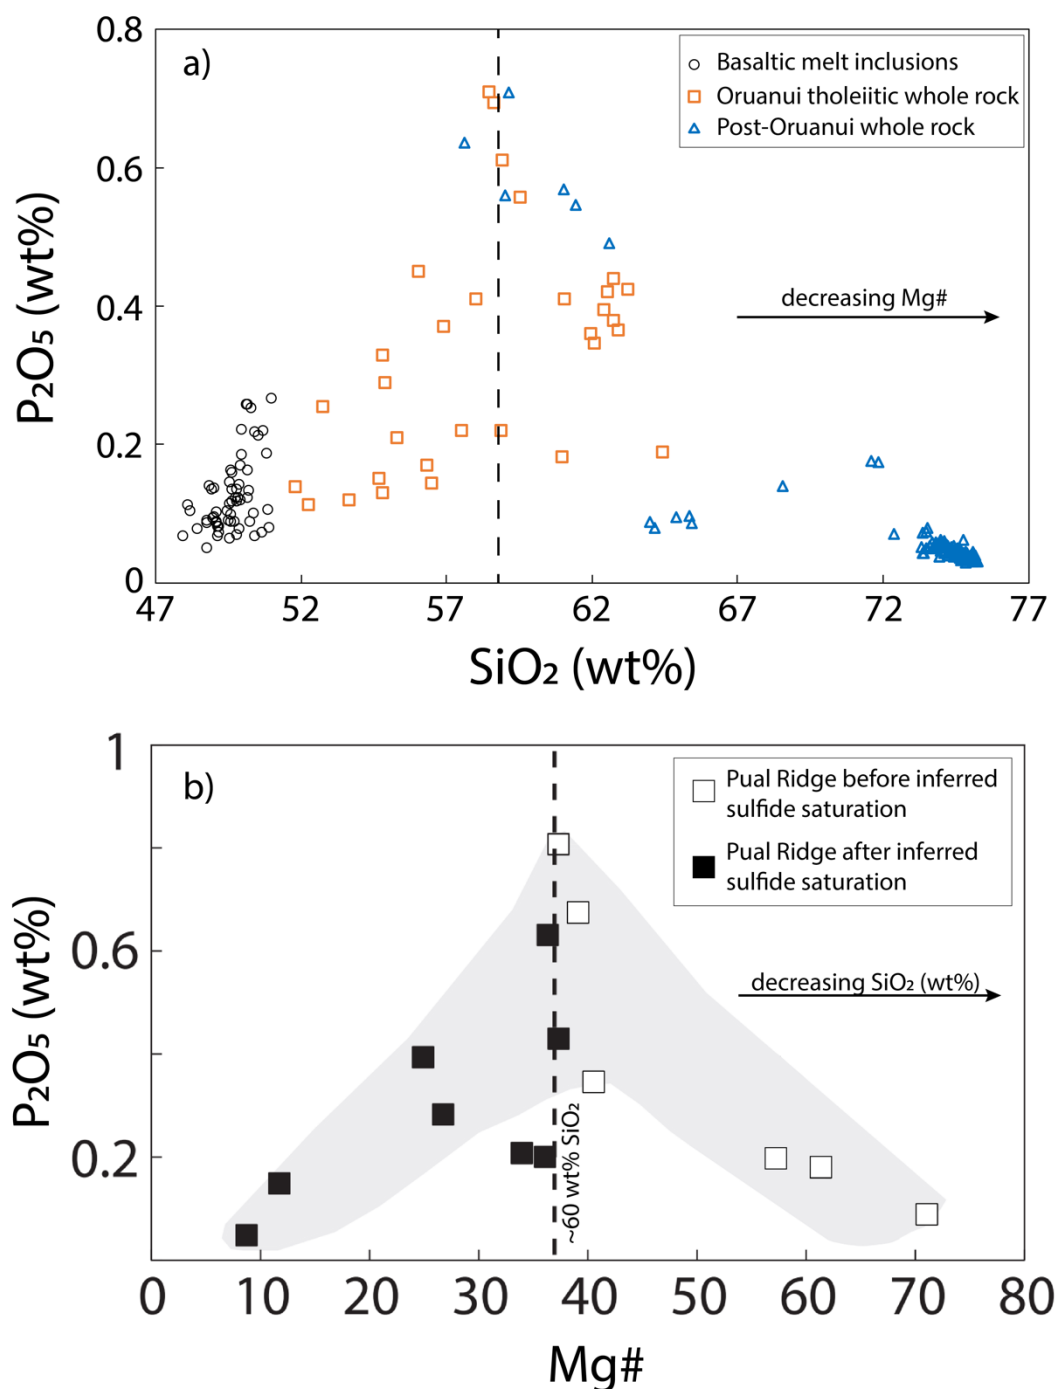 a)
Basaltic melt inclusions
Oruanui tholeiitic whole rock
Post-Oruanui whole rock
0.8
0.6
0.4
0.2
0
P₂O₅ (wt%)
decreasing Mg#
47 52 57 62 67 72 77
SiO₂ (wt%)
b)
Pual Ridge before inferred
sulfide saturation
Pual Ridge after inferred
sulfide saturation
1
0.6
0.2
P₂O₅ (wt%)
decreasing SiO₂ (wt%)
~60 wt% SiO₂
0 10 20 30 40 50 60 70 80
Mg#